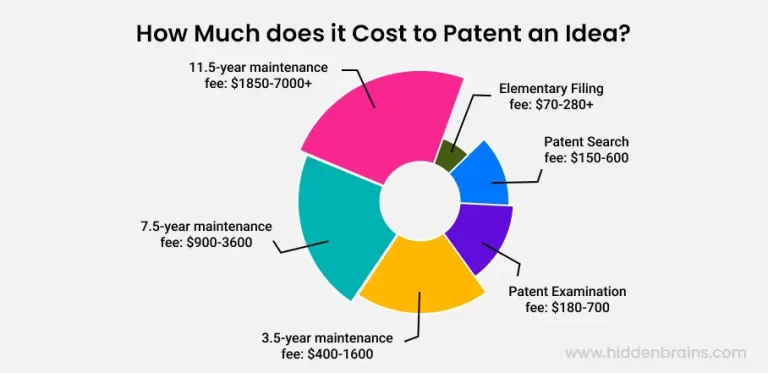 How Much does it Cost to Patent an Idea?
11.5-year maintenance
fee: $1850-7000+
Elementary Filing
fee: $70-280+
Patent Search
fee: $150-600
7.5-year maintenance
fee: $900-3600
Patent Examination
fee: $180-700
3.5-year maintenance
fee: $400-1600
www.hiddenbrains.com